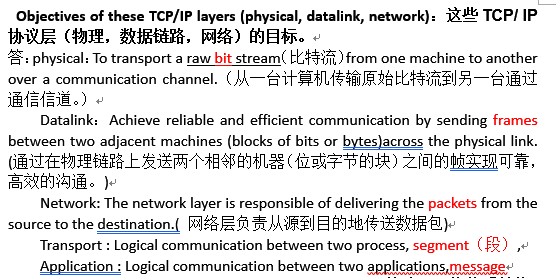 Objectives of these TCP/IP layers (physical, datalink, network)：这些 TCP/ IP
协议层（物理，数据链路，网络）的目标。
答：physical：To transport a raw bit stream（比特流）from one machine to another
over a communication channel.（从一台计算机传输原始比特流到另一台通过
通信信道。）
Datalink：Achieve reliable and efficient communication by sending frames
between two adjacent machines (blocks of bits or bytes)across the physical link.
(通过在物理链路上发送两个相邻的机器（位或字节的块）之间的帧实现可靠，
高效的沟通。)
Network: The network layer is responsible of delivering the packets from the
source to the destination.( 网络层负责从源到目的地传送数据包)
Transport : Logical communication between two process, segment（段）,
Application : Logical communication between two applications,message